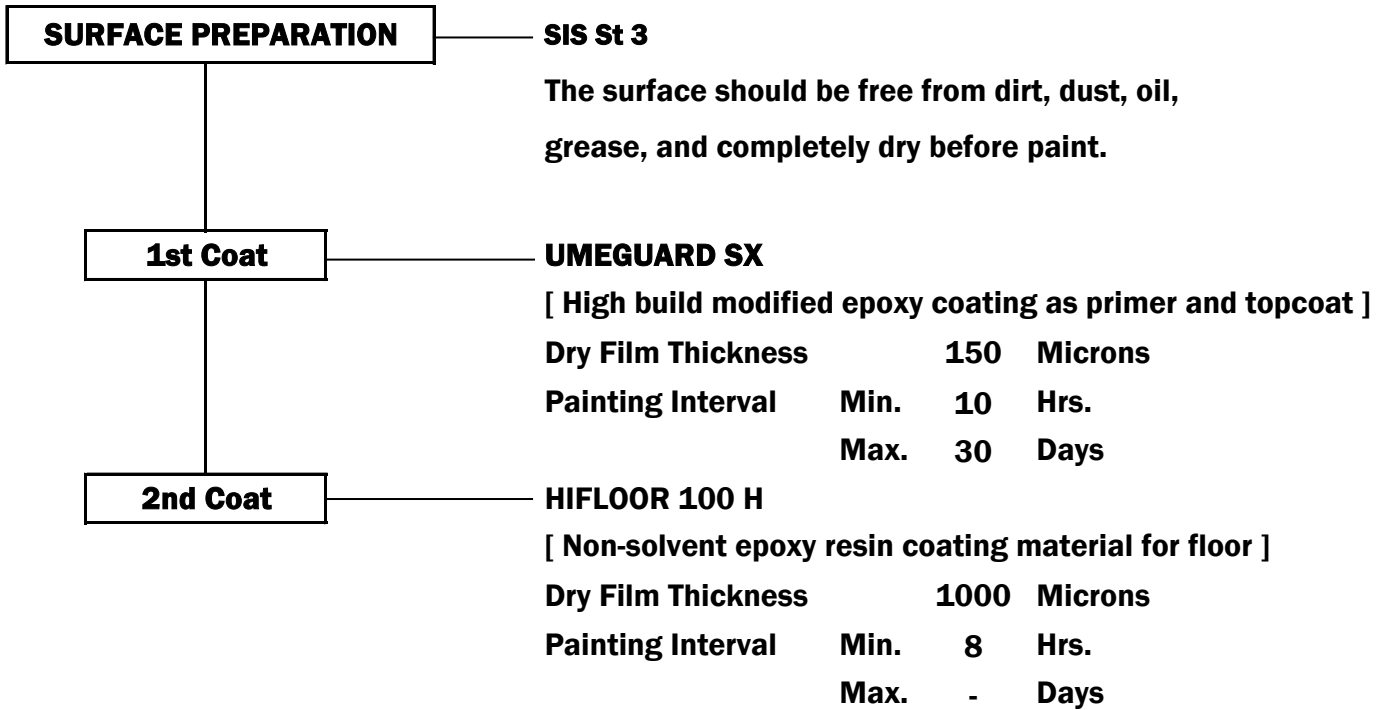 SURFACE PREPARATION SIS St 3
The surface should be free from dirt, dust, oil,
grease, and completely dry before paint.
1st Coat UMEGUARD SX
[ High build modified epoxy coating as primer and topcoat ]
Dry Film Thickness 150 Microns
Painting Interval Min. 10 Hrs.
Max. 30 Days
2nd Coat HIFLOOR 100 H
[ Non-solvent epoxy resin coating material for floor ]
Dry Film Thickness 1000 Microns
Painting Interval Min. 8 Hrs.
Max. - Days